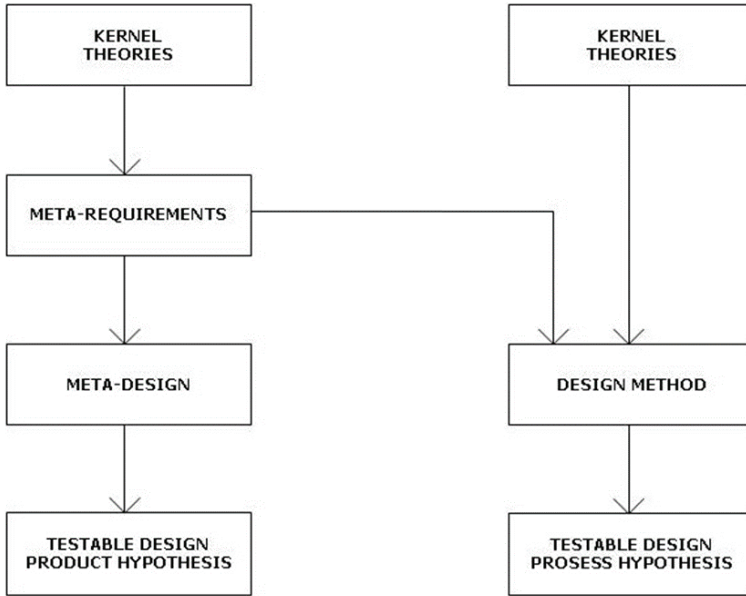 KERNEL
THEORIES
KERNEL
THEORIES
META-REQUIREMENTS
META-DESIGN
DESIGN METHOD
TESTABLE DESIGN
PRODUCT HYPOTHESIS
TESTABLE DESIGN
PROSESS HYPOTHESIS